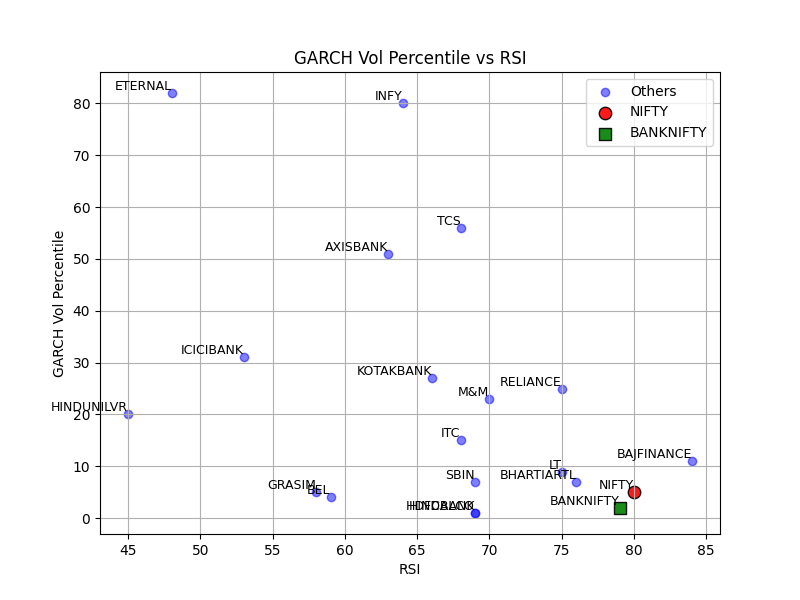 GARCH Vol Percentile vs RSI
ETERNAL
INFY
Others
NIFTY
BANKNIFTY
TCS
AXISBANK
ICICIBANK
KOTAKBANK
RELIANCE
M&M
HINDUNILVR
ITC
BAJFINANCE
LT
SBIN
BHARTIARTL
GRASIM
BEL
NIFTY
BANKNIFTY
80
70
60
50
40
30
20
10
0
GARCH Vol Percentile
45 50 55 60 65 70 75 80 85
RSI